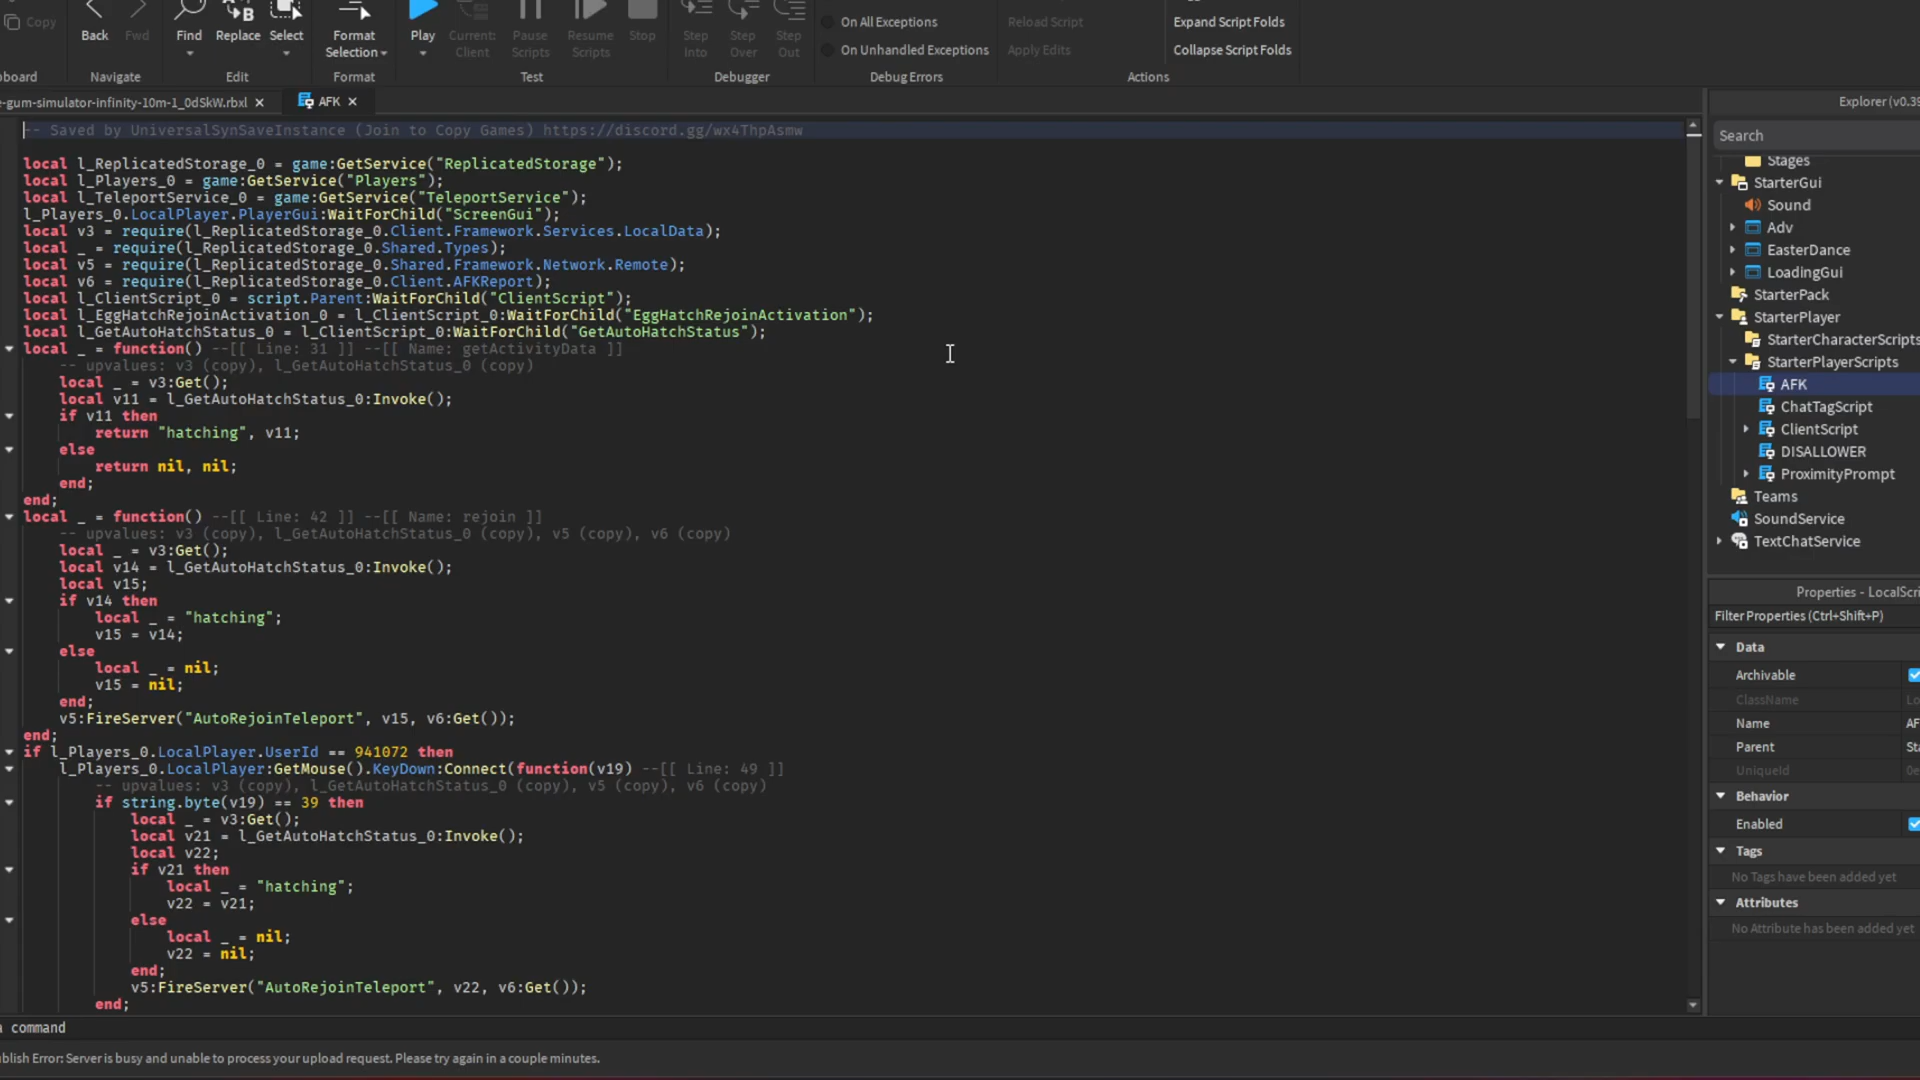 Copy
Back
Fwd
Find
Replace
Select
Format
Selection
Play
Current:
Client
Pause
Scripts
Resume
Scripts
Stop
Step
Into
Step
Over
Step
Out
On All Exceptions
On Unhandled Exceptions
Reload Script
Apply Edits
Expand Script Folds
Collapse Script Folds
board
Navigate
Edit
Format
Test
Debugger
Debug Errors
Actions
e-gum-simulator-infinity-10m-1_0dSkW.rbxl
AFK
-- Saved by UniversalSynSaveInstance (Join to Copy Games) https://discord.gg/wx4ThpAsmw
local l_ReplicatedStorage_0 = game:GetService("ReplicatedStorage");
local l_Players_0 = game:GetService("Players");
local l_TeleportService_0 = game:GetService("TeleportService");
l_Players_0.LocalPlayer.PlayerGui:WaitForChild("ScreenGui");
local v3 = require(l_ReplicatedStorage_0.Client.Framework.Services.LocalData);
local _ = require(l_ReplicatedStorage_0.Shared.Types);
local v5 = require(l_ReplicatedStorage_0.Shared.Framework.Network.Remote);
local v6 = require(l_ReplicatedStorage_0.Client.AFKReport);
local l_ClientScript_0 = script.Parent:WaitForChild("ClientScript");
local l_EggHatchRejoinActivation_0 = l_ClientScript_0:WaitForChild("EggHatchRejoinActivation");
local l_GetAutoHatchStatus_0 = l_ClientScript_0:WaitForChild("GetAutoHatchStatus");
local _ = function() --[[ Line: 31 ]] --[[ Name: getActivityData ]]
-- upvalues: v3 (copy), l_GetAutoHatchStatus_0 (copy)
local _ = v3:Get();
local v11 = l_GetAutoHatchStatus_0:Invoke();
if v11 then
return "hatching", v11;
else
return nil, nil;
end;
end;
local _ = function() --[[ Line: 42 ]] --[[ Name: rejoin ]]
-- upvalues: v3 (copy), l_GetAutoHatchStatus_0 (copy), v5 (copy), v6 (copy)
local _ = v3:Get();
local v14 = l_GetAutoHatchStatus_0:Invoke();
local v15;
if v14 then
local _ = "hatching";
v15 = v14;
else
local _ = nil;
v15 = nil;
end;
v5:FireServer("AutoRejoinTeleport", v15, v6:Get());
end;
if l_Players_0.LocalPlayer.UserId == 941072 then
l_Players_0.LocalPlayer:GetMouse().KeyDown:Connect(function(v19) --[[ Line: 49 ]]
-- upvalues: v3 (copy), l_GetAutoHatchStatus_0 (copy), v5 (copy), v6 (copy)
if string.byte(v19) == 39 then
local _ = v3:Get();
local v21 = l_GetAutoHatchStatus_0:Invoke();
local v22;
if v21 then
local _ = "hatching";
v22 = v21;
else
local _ = nil;
v22 = nil;
end;
v5:FireServer("AutoRejoinTeleport", v22, v6:Get());
end;
a command
blish Error: Server is busy and unable to process your upload request. Please try again in a couple minutes.
Explorer (v0.39
Search
Stages
StarterGui
Sound
Adv
EasterDance
LoadingGui
StarterPack
StarterPlayer
StarterCharacterScripts
StarterPlayerScripts
AFK
ChatTagScript
ClientScript
DISALLOWER
ProximityPrompt
Teams
SoundService
TextChatService
Properties - LocalScri
Filter Properties (Ctrl+Shift+P)
Data
Archivable
ClassName Lo
Name AF
Parent Sta
UniqueId 0e
Behavior
Enabled
Tags
No Tags have been added yet
Attributes
No Attribute has been added yet